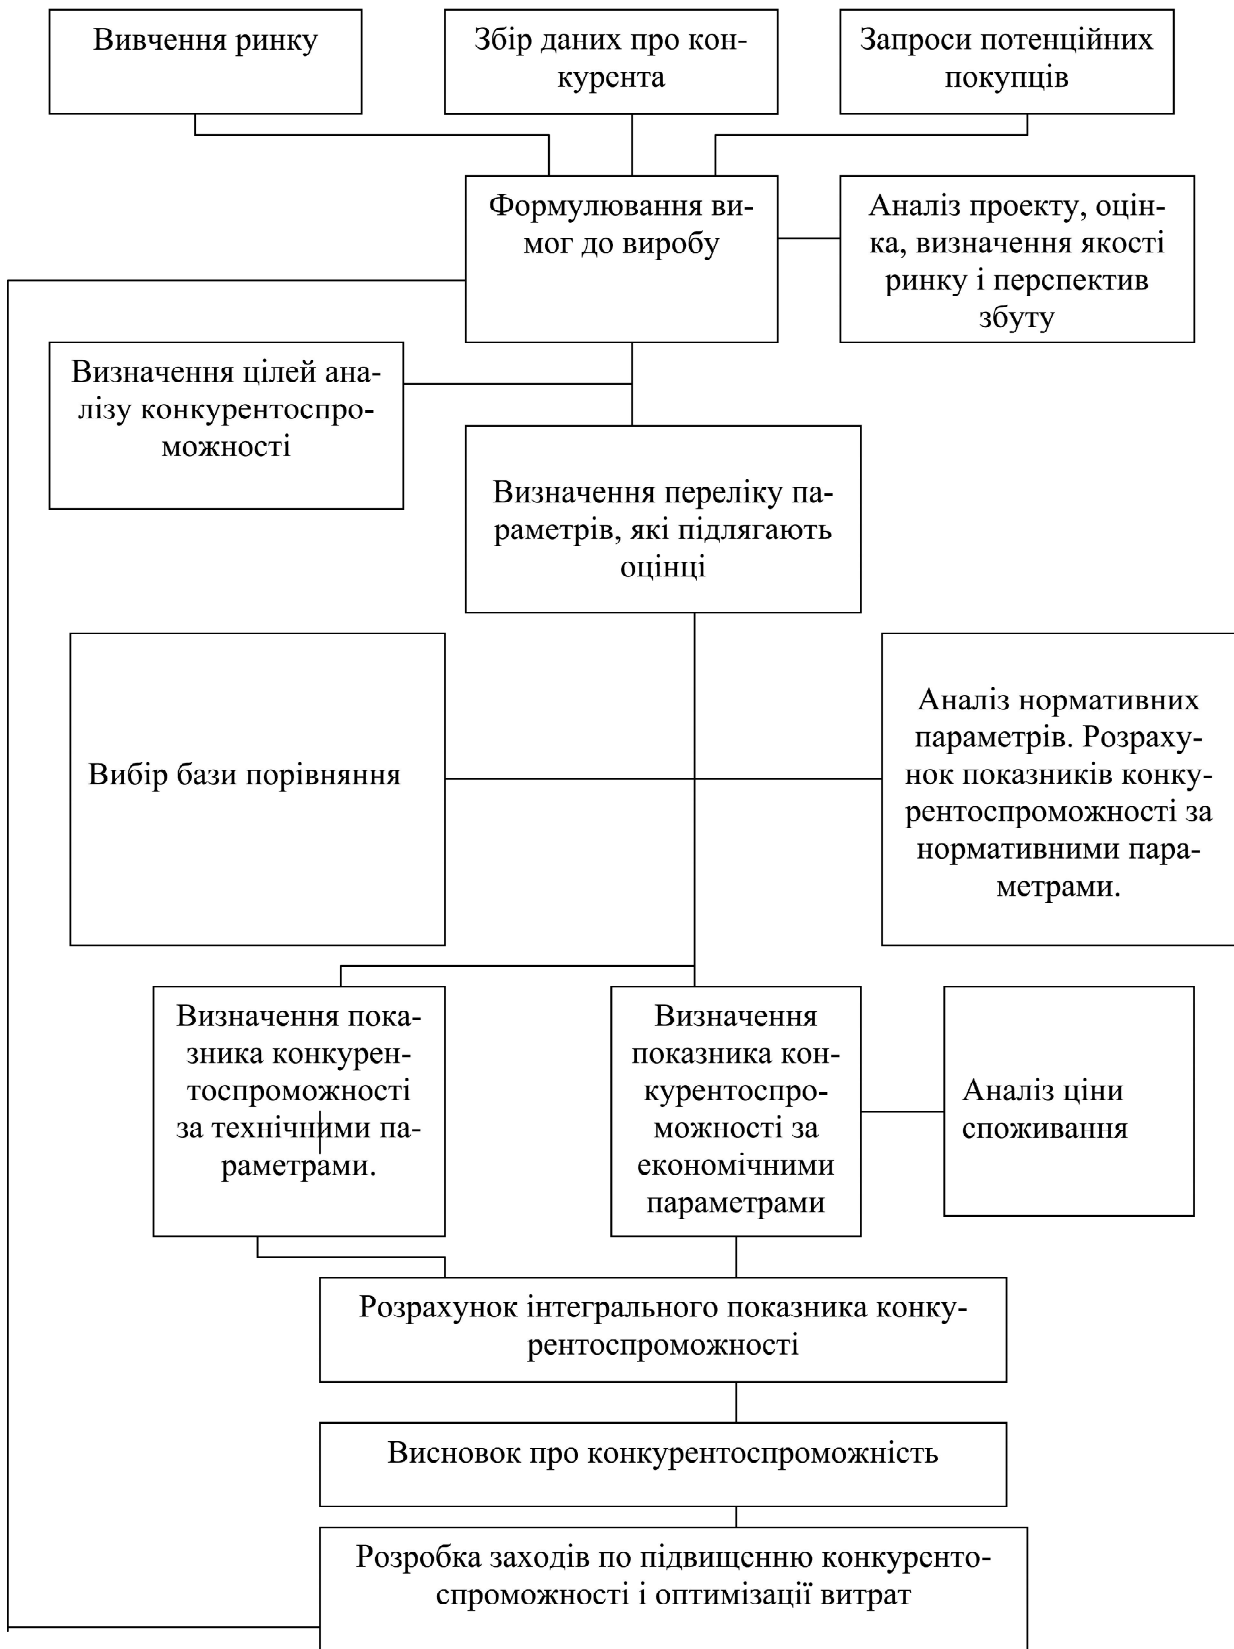 Вивчення ринку
Збір даних про кон-
курента
Запроси потенційних
покупців
Формулювання ви-
мог до виробу
Аналіз проекту, оцін-
ка, визначення якості
ринку і перспектив
збуту
Визначення цілей ана-
лізу конкурентоспро-
можності
Визначення переліку па-
раметрів, які підлягають
оцінці
Вибір бази порівняння
Аналіз нормативних
параметрів. Розраху-
нок показників конку-
рентоспроможності за
нормативними пара-
метрами.
Визначення пока-
зника конкурен-
тоспроможності
за технічними па-
раметрами.
Визначення
показника кон-
курентоспро-
можності за
економічними
параметрами
Аналіз ціни
споживання
Розрахунок інтегрального показника конку-
рентоспроможності
Висновок про конкурентоспроможність
Розробка заходів по підвищенню конкуренто-
спроможності і оптимізації витрат